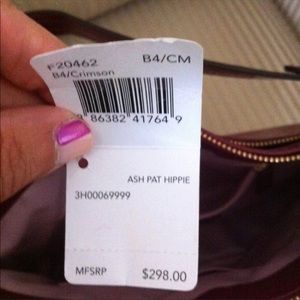 F20462 B4/CM
B4/Crimson
86382 41764 9
ASH PAT HIPPIE
3H00069999
MFSRP $298.00